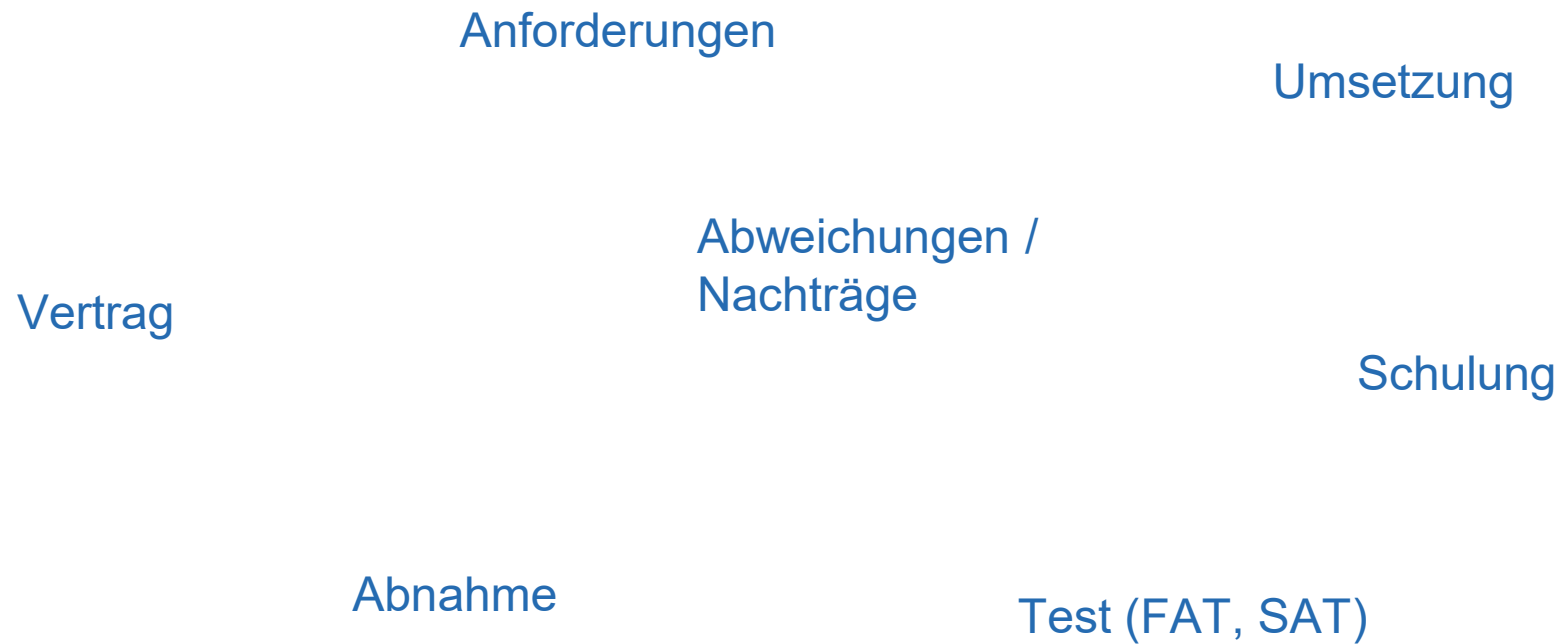 Anforderungen
Umsetzung
Abweichungen /
Nachträge
Vertrag
Schulung
Abnahme
Test (FAT, SAT)